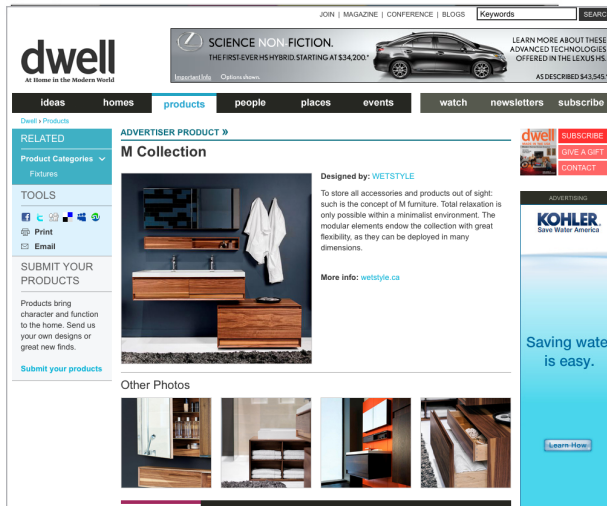 JOIN | MAGAZINE | CONFERENCE | BLOGS
Keywords
SEARC
dwell
At Home in the Modern World
SCIENCE NON-FICTION.
THE FIRST-EVER HS HYBRID. STARTING AT $34,200.*
Important Info Options shown.
LEARN MORE ABOUT THESE
ADVANCED TECHNOLOGIES
OFFERED IN THE LEXUS HS.
AS DESCRIBED $43,545.*
ideas homes products people places events watch newsletters subscribe
Dwell › Products
RELATED
Product Categories
Fixtures
TOOLS
Print
Email
SUBMIT YOUR
PRODUCTS
Products bring
character and function
to the home. Send us
your own designs or
great new finds.
Submit your products
ADVERTISER PRODUCT »
M Collection
Designed by: WETSTYLE
To store all accessories and products out of sight:
such is the concept of M furniture. Total relaxation is
only possible within a minimalist environment. The
modular elements endow the collection with great
flexibility, as they can be deployed in many
dimensions.
More info: wetstyle.ca
Other Photos
dwell
SUBSCRIBE
GIVE A GIFT
CONTACT
ADVERTISING
KOHLER
Save Water America
Saving wate
is easy.
Learn How